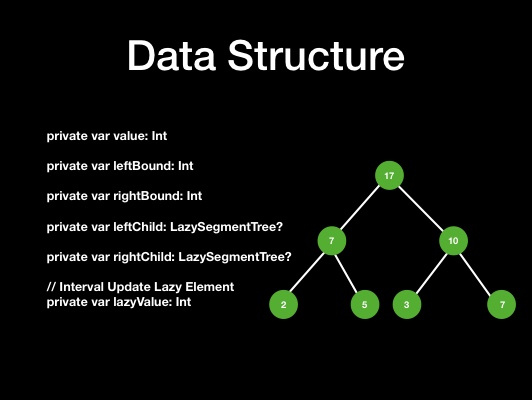 Data Structure
private var value: Int
private var leftBound: Int
private var rightBound: Int
private var leftChild: LazySegmentTree?
private var rightChild: LazySegmentTree?
// Interval Update Lazy Element
private var lazyValue: Int
17
7
10
2
5
3
7